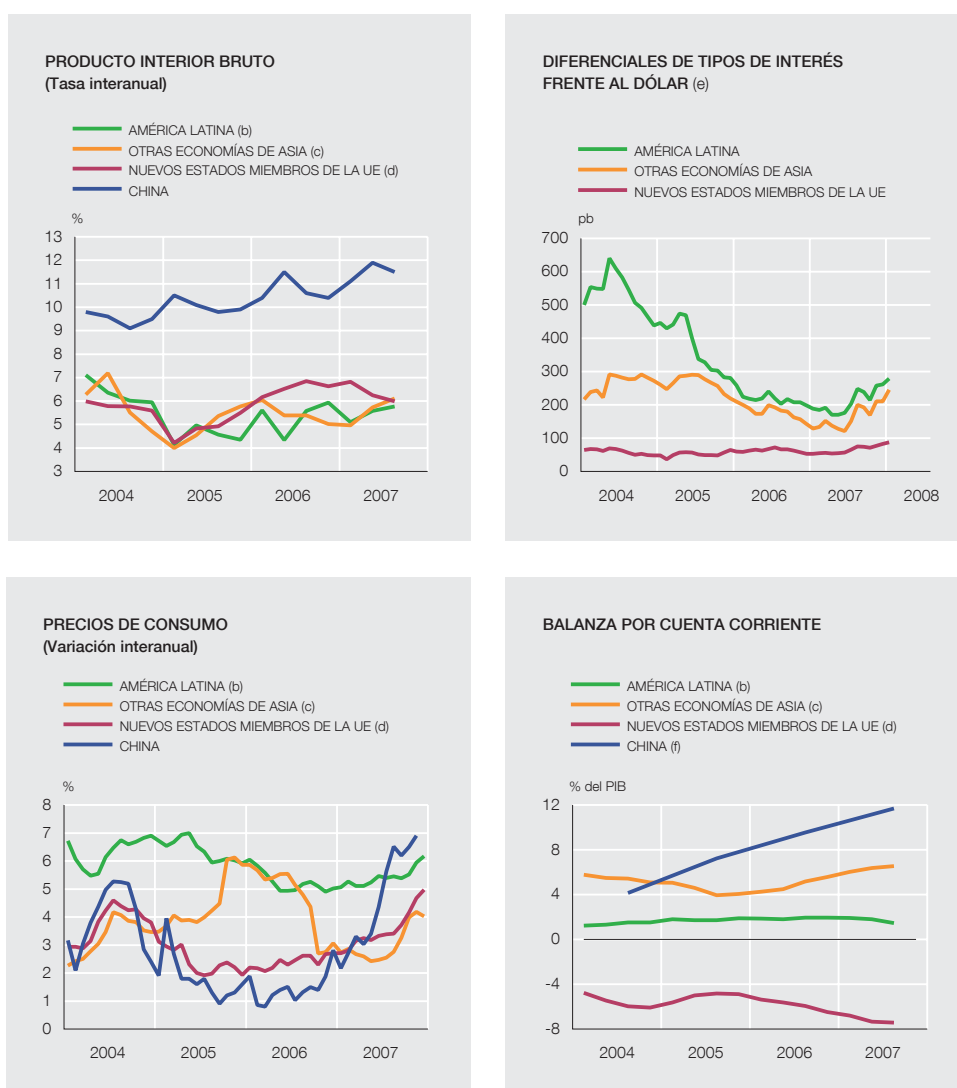 PRODUCTO INTERIOR BRUTO
(Tasa interanual)
AMÉRICA LATINA (b)
OTRAS ECONOMÍAS DE ASIA (c)
NUEVOS ESTADOS MIEMBROS DE LA UE (d)
CHINA
%
13
12
11
10
9
8
7
6
5
4
3
2004 2005 2006 2007
DIFERENCIALES DE TIPOS DE INTERÉS
FRENTE AL DÓLAR (e)
AMÉRICA LATINA
OTRAS ECONOMÍAS DE ASIA
NUEVOS ESTADOS MIEMBROS DE LA UE
pb
700
600
500
400
300
200
100
0
2004 2005 2006 2007 2008
PRECIOS DE CONSUMO
(Variación interanual)
AMÉRICA LATINA (b)
OTRAS ECONOMÍAS DE ASIA (c)
NUEVOS ESTADOS MIEMBROS DE LA UE (d)
CHINA
%
8
7
6
5
4
3
2
1
0
2004 2005 2006 2007
BALANZA POR CUENTA CORRIENTE
AMÉRICA LATINA (b)
OTRAS ECONOMÍAS DE ASIA (c)
NUEVOS ESTADOS MIEMBROS DE LA UE (d)
CHINA (f)
% del PIB
12
8
4
0
-4
-8
2004 2005 2006 2007